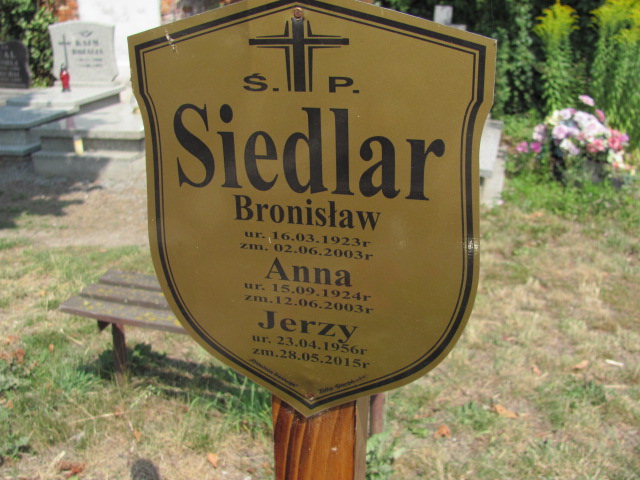 Ś. P.
Siedlar
Bronisław
ur. 16.03.1923r
zm. 02.06.2003r
Anna
ur. 15.09.1924r
zm.12.06.2003r
Jerzy
ur. 23.04.1956r
zm.28.05.2015r